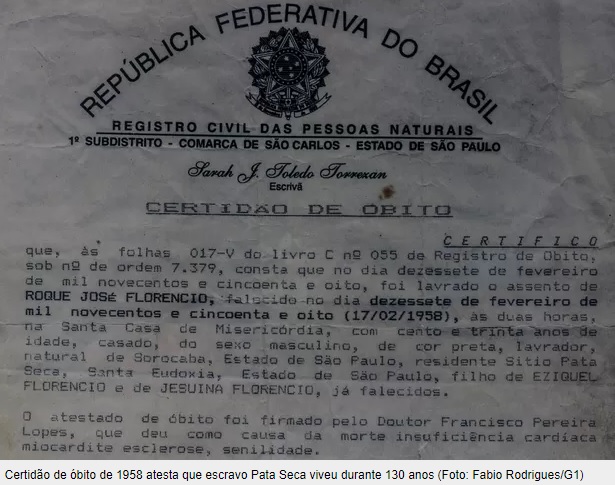 REPÚBLICA FEDERATIVA DO BRASIL
REGISTRO CIVIL DAS PESSOAS NATURAIS
1º SUBDISTRITO - COMARCA DE SÃO CARLOS - ESTADO DE SÃO PAULO
Sarah J. Toledo Torrezan
Escrivã
CERTIDÃO DE ÓBITO
CERTIFICO
que, às folhas 017-V do livro C nº 055 de Registro de Óbito,
sob nº de ordem 7.379, consta que no dia dezessete de fevereiro
de mil novecentos e cincoenta e oito, foi lavrado o assento de
ROQUE JOSÉ FLORENCIO, falecido no dia dezessete de fevereiro de
mil novecentos e cincoenta e oito (17/02/1958), às duas horas,
na Santa Casa de Misericórdia, com cento e trinta anos de
idade, casado, do sexo masculino, de cor preta, lavrador,
natural de Sorocaba, Estado de São Paulo, residente Sitio Pata
Seca, Santa Eudoxia, Estado de São Paulo, filho de EZIQUEL
FLORENCIO e de JESUINA FLORENCIO, já falecidos.
O atestado de óbito foi firmado pelo Doutor Francisco Pereira
Lopes, que deu como causa da morte insuficiência cardíaca
miocardite esclerose, senilidade.
Certidão de óbito de 1958 atesta que escravo Pata Seca viveu durante 130 anos (Foto: Fabio Rodrigues/G1)